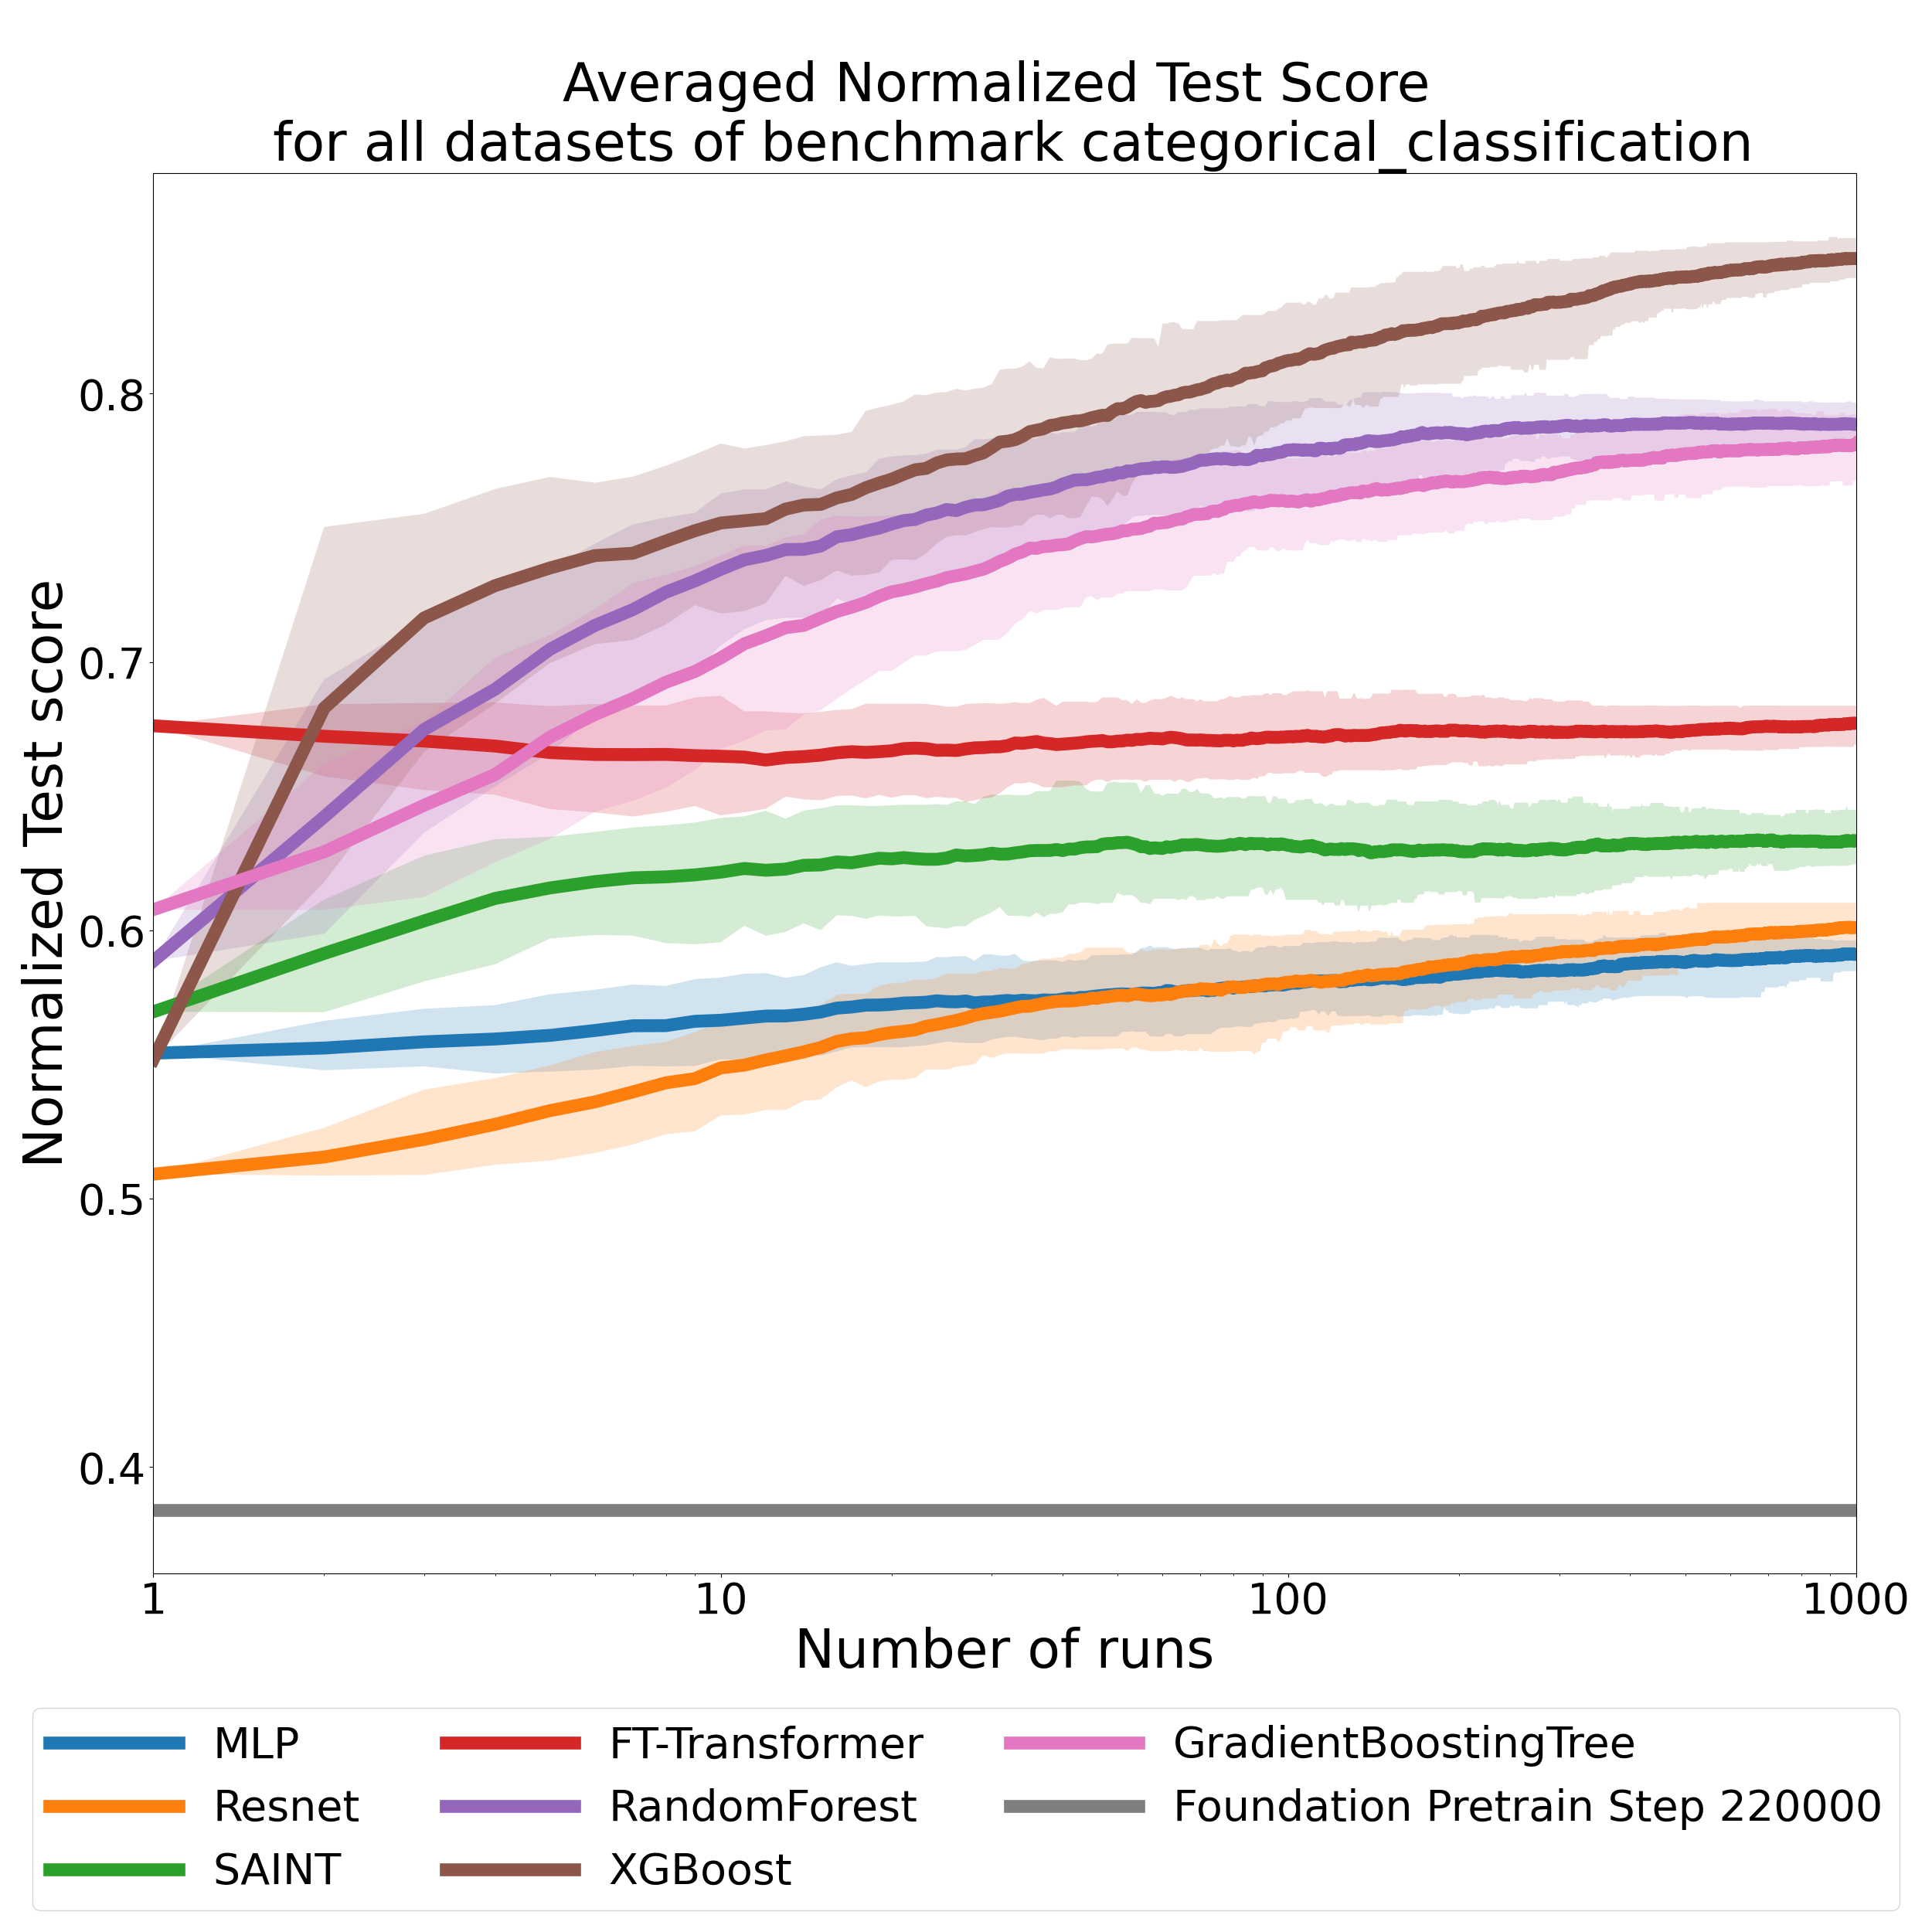 Averaged Normalized Test Score
for all datasets of benchmark categorical_classification
Normalized Test score
0.8
0.7
0.6
0.5
0.4
1 10 100 1000
Number of runs
MLP
Resnet
SAINT
FT-Transformer
RandomForest
XGBoost
GradientBoostingTree
Foundation Pretrain Step 220000